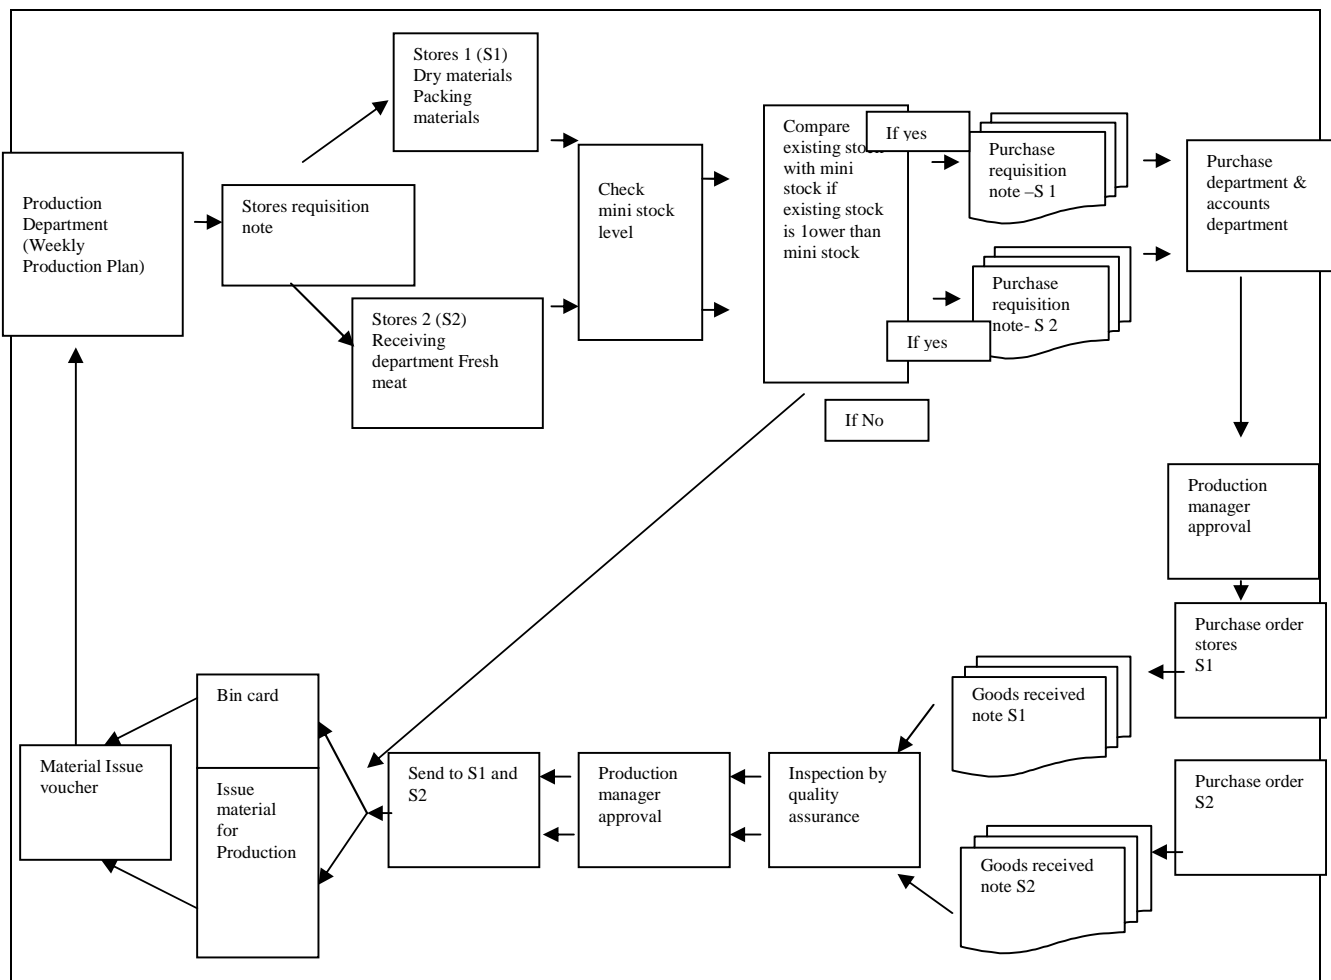 Production
Department
(Weekly
Production Plan)
Stores requisition
note
Stores 1 (S1)
Dry materials
Packing
materials
Stores 2 (S2)
Receiving
department Fresh
meat
Check
mini stock
level
Compare
existing stock
with mini
stock if
existing stock
is 1ower than
mini stock
If yes
If yes
If No
Purchase
requisition
note –S 1
Purchase
requisition
note- S 2
Purchase
department &
accounts
department
Production
manager
approval
Purchase order
stores
S1
Purchase order
S2
Goods received
note S1
Goods received
note S2
Inspection by
quality
assurance
Production
manager
approval
Send to S1 and
S2
Bin card
Issue
material
for
Production
Material Issue
voucher